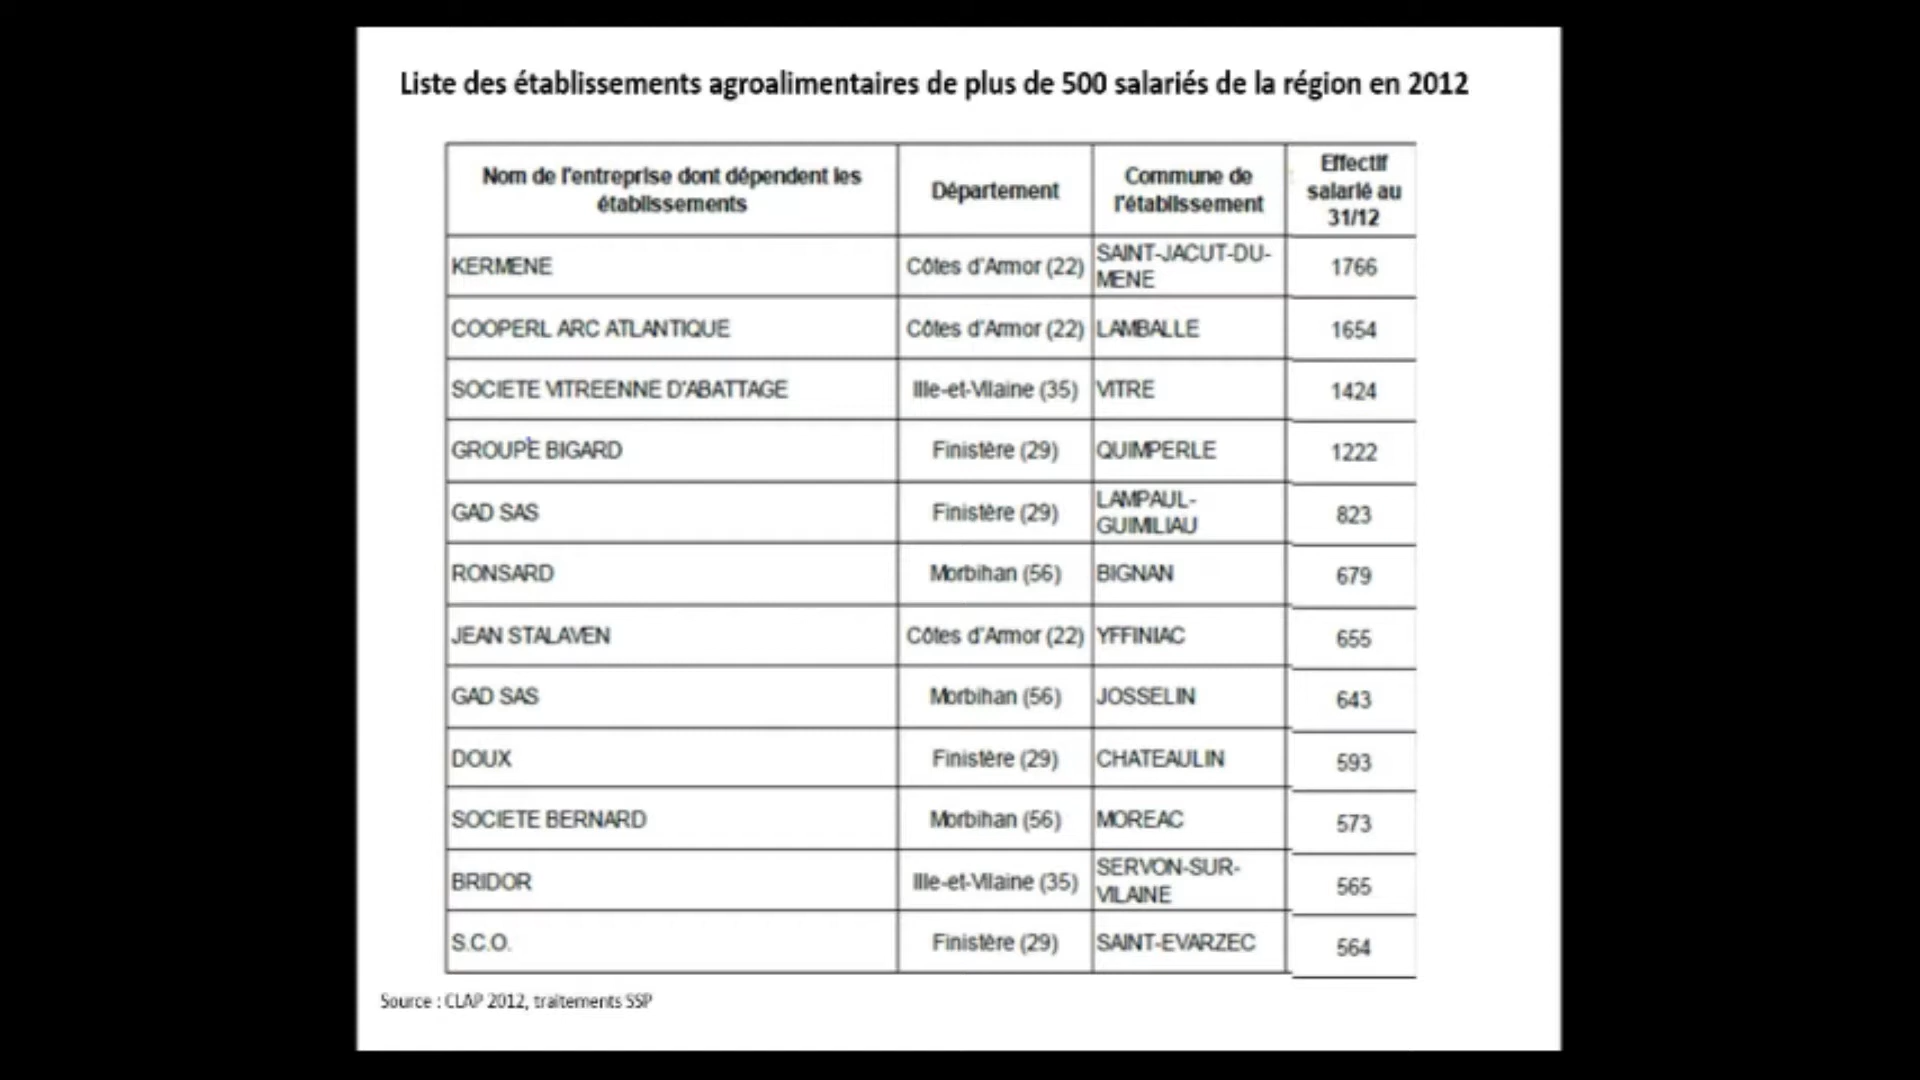 Liste des établissements agroalimentaires de plus de 500 salariés de la région en 2012
Nom de l'entreprise dont dépendent les
établissements
Département
Commune de
l'établissement
Effectif
salarié au
31/12
KERMENE
Côtes d'Armor (22)
SAINT-JACUT-DU-
MENE
1766
COOPERL ARC ATLANTIQUE
Côtes d'Armor (22)
LAMBALLE
1654
SOCIETE VITREENNE D'ABATTAGE
Ille-et-Vilaine (35)
VITRE
1424
GROUPE BIGARD
Finistère (29)
QUIMPERLE
1222
GAD SAS
Finistère (29)
LAMPAUL-
GUIMILIAU
823
RONSARD
Morbihan (56)
BIGNAN
679
JEAN STALAVEN
Côtes d'Armor (22)
YFFINIAC
655
GAD SAS
Morbihan (56)
JOSSELIN
643
DOUX
Finistère (29)
CHATEAULIN
593
SOCIETE BERNARD
Morbihan (56)
MOREAC
573
BRIDOR
Ille-et-Vilaine (35)
SERVON-SUR-
VILAINE
565
S.C.O.
Finistère (29)
SAINT-EVARZEC
564
Source : CLAP 2012, traitements SSP